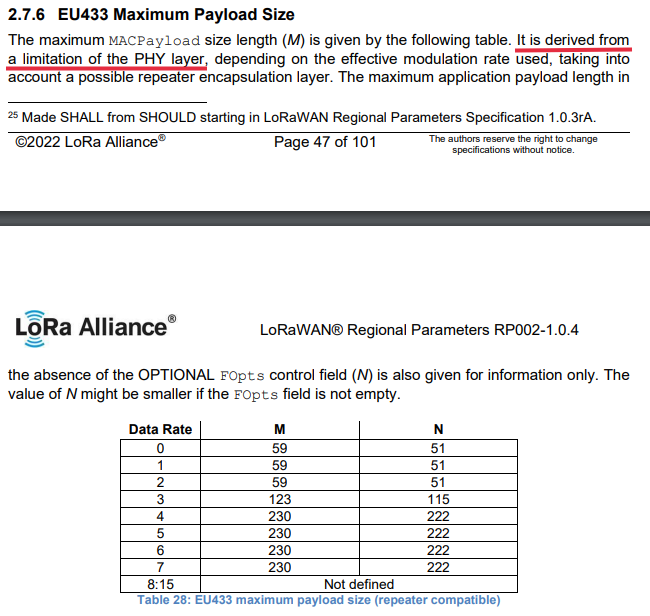 2.7.6 EU433 Maximum Payload Size
The maximum MACPayload size length (M) is given by the following table. It is derived from
a limitation of the PHY layer, depending on the effective modulation rate used, taking into
account a possible repeater encapsulation layer. The maximum application payload length in
25 Made SHALL from SHOULD starting in LoRaWAN Regional Parameters Specification 1.0.3rA.
©2022 LoRa Alliance® Page 47 of 101 The authors reserve the right to change
specifications without notice.
LoRa Alliance® LoRaWAN® Regional Parameters RP002-1.0.4
the absence of the OPTIONAL FOpts control field (N) is also given for information only. The
value of N might be smaller if the FOpts field is not empty.
Data Rate M N
0 59 51
1 59 51
2 59 51
3 123 115
4 230 222
5 230 222
6 230 222
7 230 222
8:15 Not defined
Table 28: EU433 maximum payload size (repeater compatible)